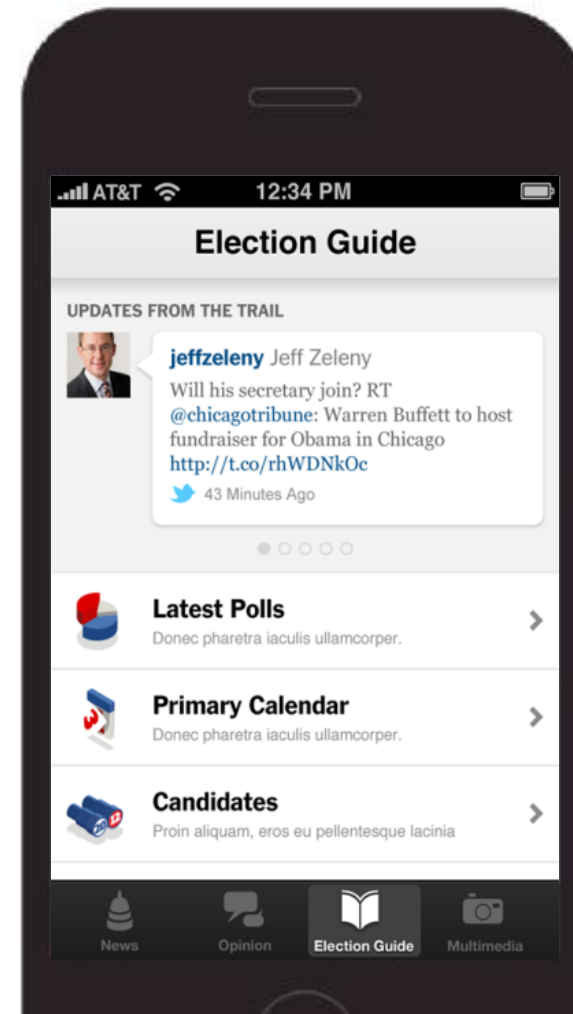 AT&T 12:34 PM
Election Guide
UPDATES FROM THE TRAIL
jeffzeleny Jeff Zeleny
Will his secretary join? RT
@chicagotribune: Warren Buffett to host
fundraiser for Obama in Chicago
http://t.co/rhWDNkOc
43 Minutes Ago
Latest Polls
Donec pharetra iaculis ullamcorper.
3
Primary Calendar
Donec pharetra iaculis ullamcorper.
20 12
Candidates
Proin aliquam, eros eu pellentesque lacinia
News Opinion Election Guide Multimedia